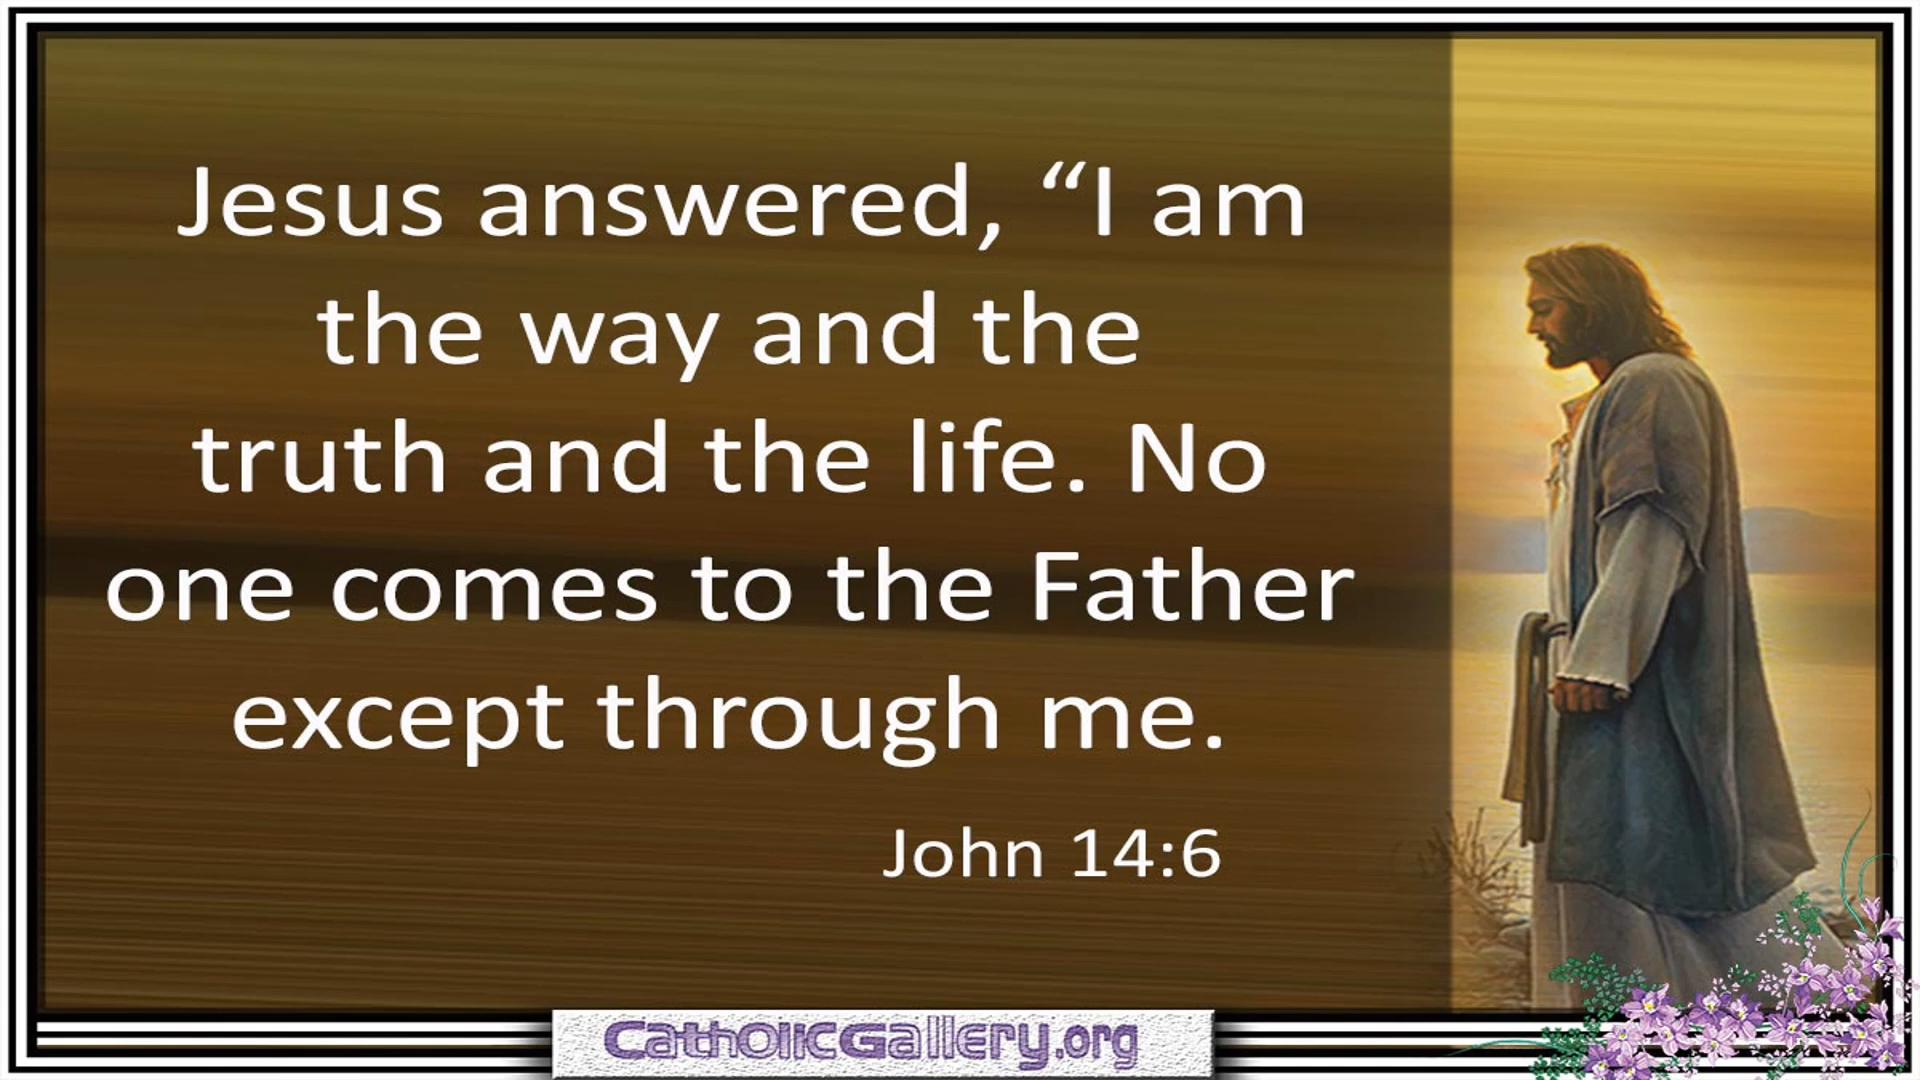 Jesus answered, “I am
the way and the
truth and the life. No
one comes to the Father
except through me.
John 14:6
CatholicGallery.org